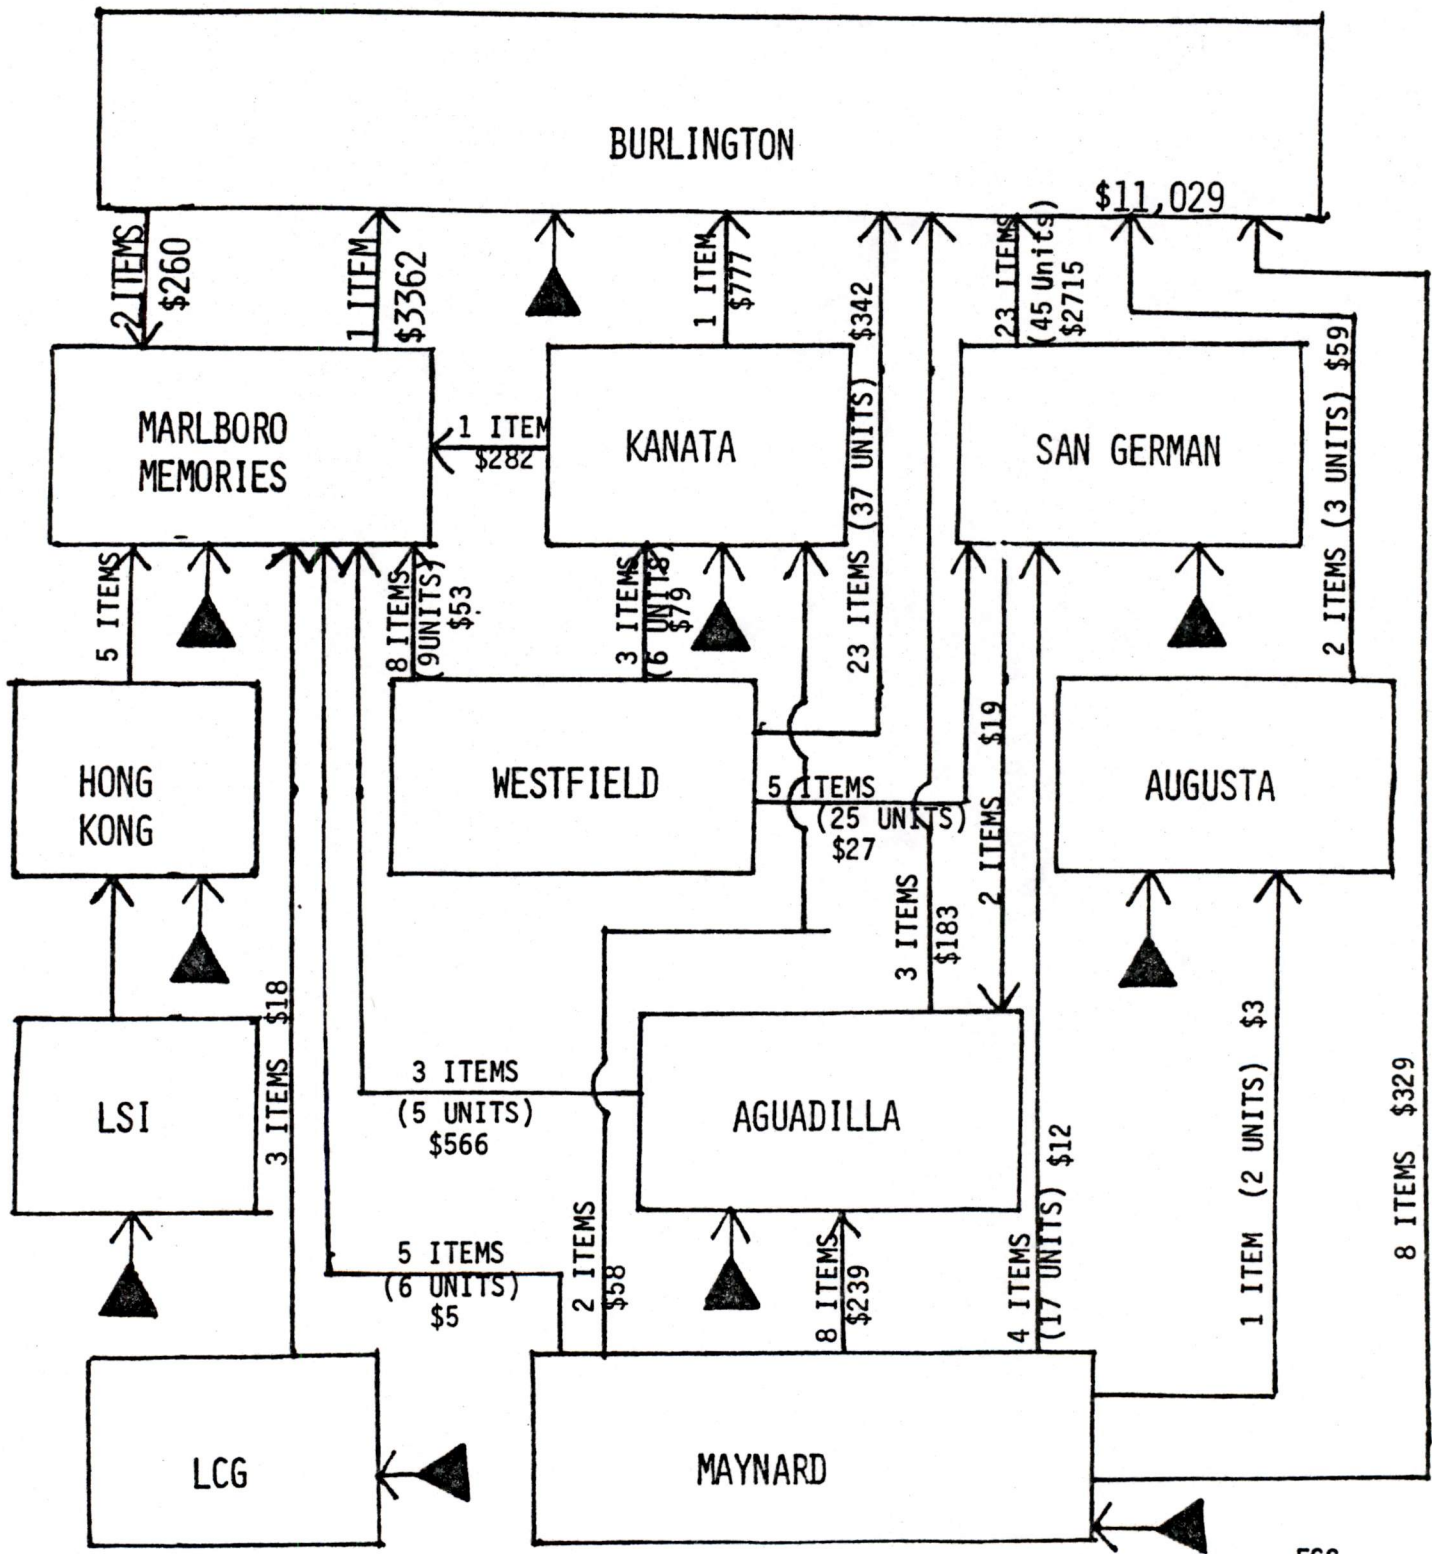 BURLINGTON
$11,029
2 ITEMS
$260
1 ITEM
$3362
1 ITEM
$777
23 ITEMS (37 UNITS) $342
23 ITEMS
(45 Units)
$2715
2 ITEMS (3 UNITS) $59
MARLBORO
MEMORIES
1 ITEM
$282
KANATA
SAN GERMAN
5 ITEMS
8 ITEMS
(9UNITS)
$53
3 ITEMS
(6 UNITS)
$79
HONG
KONG
WESTFIELD
5 ITEMS
(25 UNITS)
$27
2 ITEMS $19
AUGUSTA
3 ITEMS
$183
3 ITEMS $18
LSI
3 ITEMS
(5 UNITS)
$566
AGUADILLA
1 ITEM (2 UNITS) $3
8 ITEMS $329
5 ITEMS
(6 UNITS)
$5
2 ITEMS
$58
8 ITEMS
$239
4 ITEMS
(17 UNITS) $12
LCG
MAYNARD